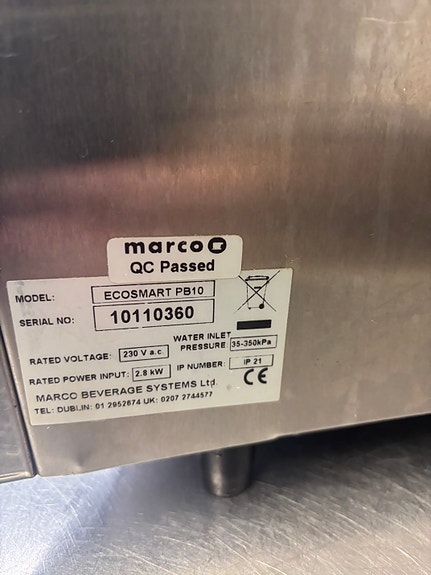 marco
QC Passed
MODEL: ECOSMART PB10
SERIAL NO: 10110360
RATED VOLTAGE: 230 V a.c. WATER INLET PRESSURE: 35-350kPa
RATED POWER INPUT: 2.8 kW IP NUMBER: IP 21
MARCO BEVERAGE SYSTEMS Ltd. CE
TEL: DUBLIN: 01 2952674 UK: 0207 2744577